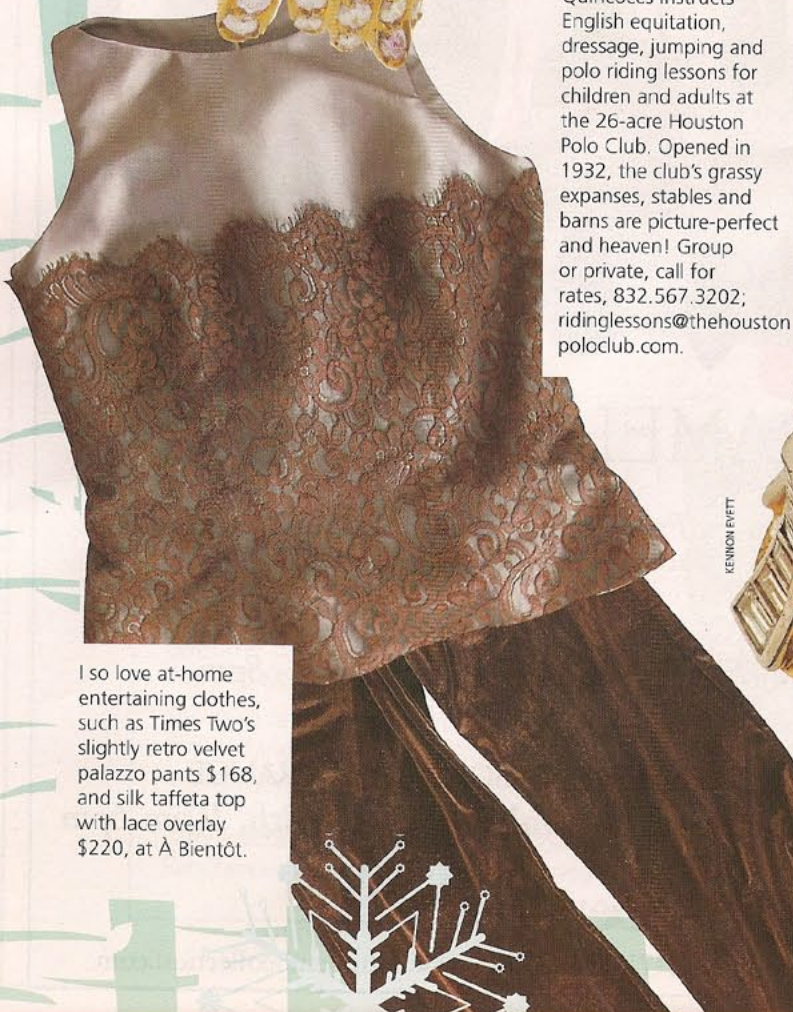 Quincoces instructs
English equitation,
dressage, jumping and
polo riding lessons for
children and adults at
the 26-acre Houston
Polo Club. Opened in
1932, the club's grassy
expanses, stables and
barns are picture-perfect
and heaven! Group
or private, call for
rates, 832.567.3202;
ridinglessons@thehouston
poloclub.com.
KENNON EVETT
I so love at-home
entertaining clothes,
such as Times Two's
slightly retro velvet
palazzo pants $168,
and silk taffeta top
with lace overlay
$220, at À Bientôt.